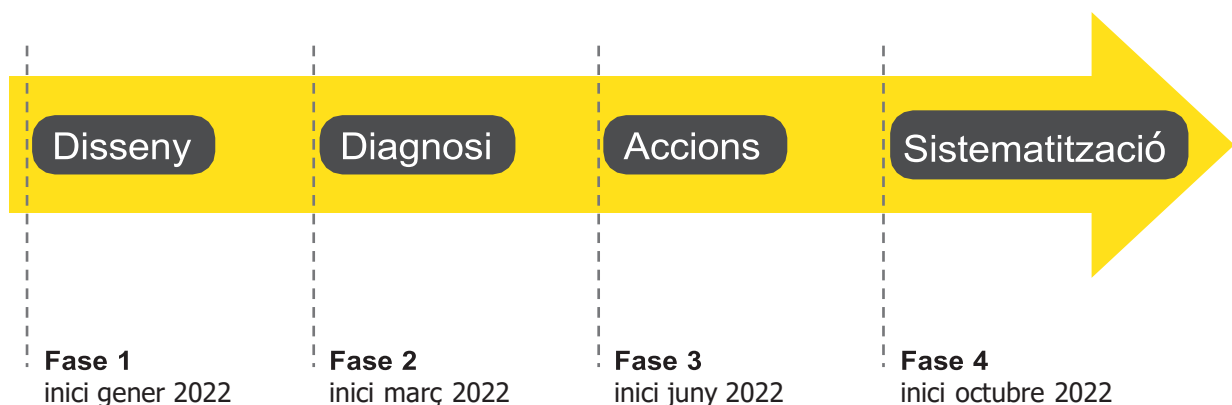 Disseny
Diagnosi
Accions
Sistematització
Fase 1
inici gener 2022
Fase 2
inici març 2022
Fase 3
inici juny 2022
Fase 4
inici octubre 2022